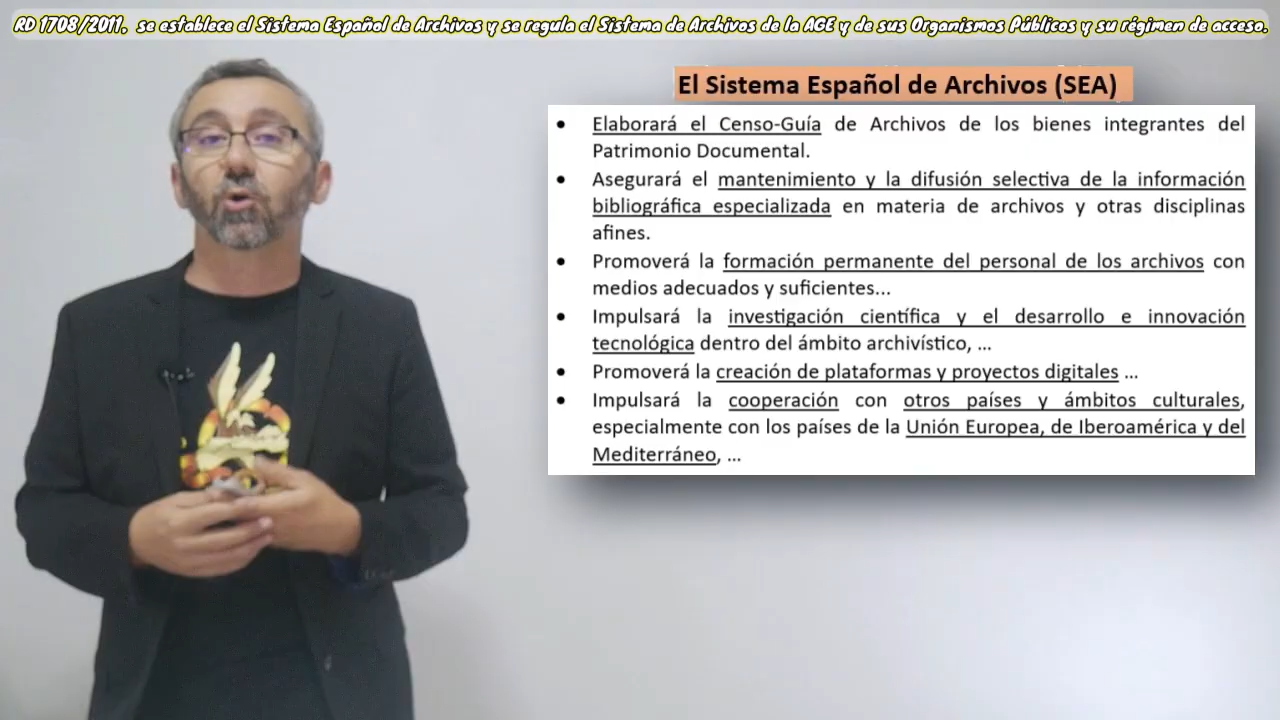 RD 1708/2011, se establece el Sistema Español de Archivos y se regula el Sistema de Archivos de la AGE y de sus Organismos Públicos y su régimen de acceso.
El Sistema Español de Archivos (SEA)
• Elaborará el Censo-Guía de Archivos de los bienes integrantes del
Patrimonio Documental.
• Asegurará el mantenimiento y la difusión selectiva de la información
bibliográfica especializada en materia de archivos y otras disciplinas
afines.
• Promoverá la formación permanente del personal de los archivos con
medios adecuados y suficientes...
• Impulsará la investigación científica y el desarrollo e innovación
tecnológica dentro del ámbito archivístico, ...
• Promoverá la creación de plataformas y proyectos digitales ...
• Impulsará la cooperación con otros países y ámbitos culturales,
especialmente con los países de la Unión Europea, de Iberoamérica y del
Mediterráneo, ...